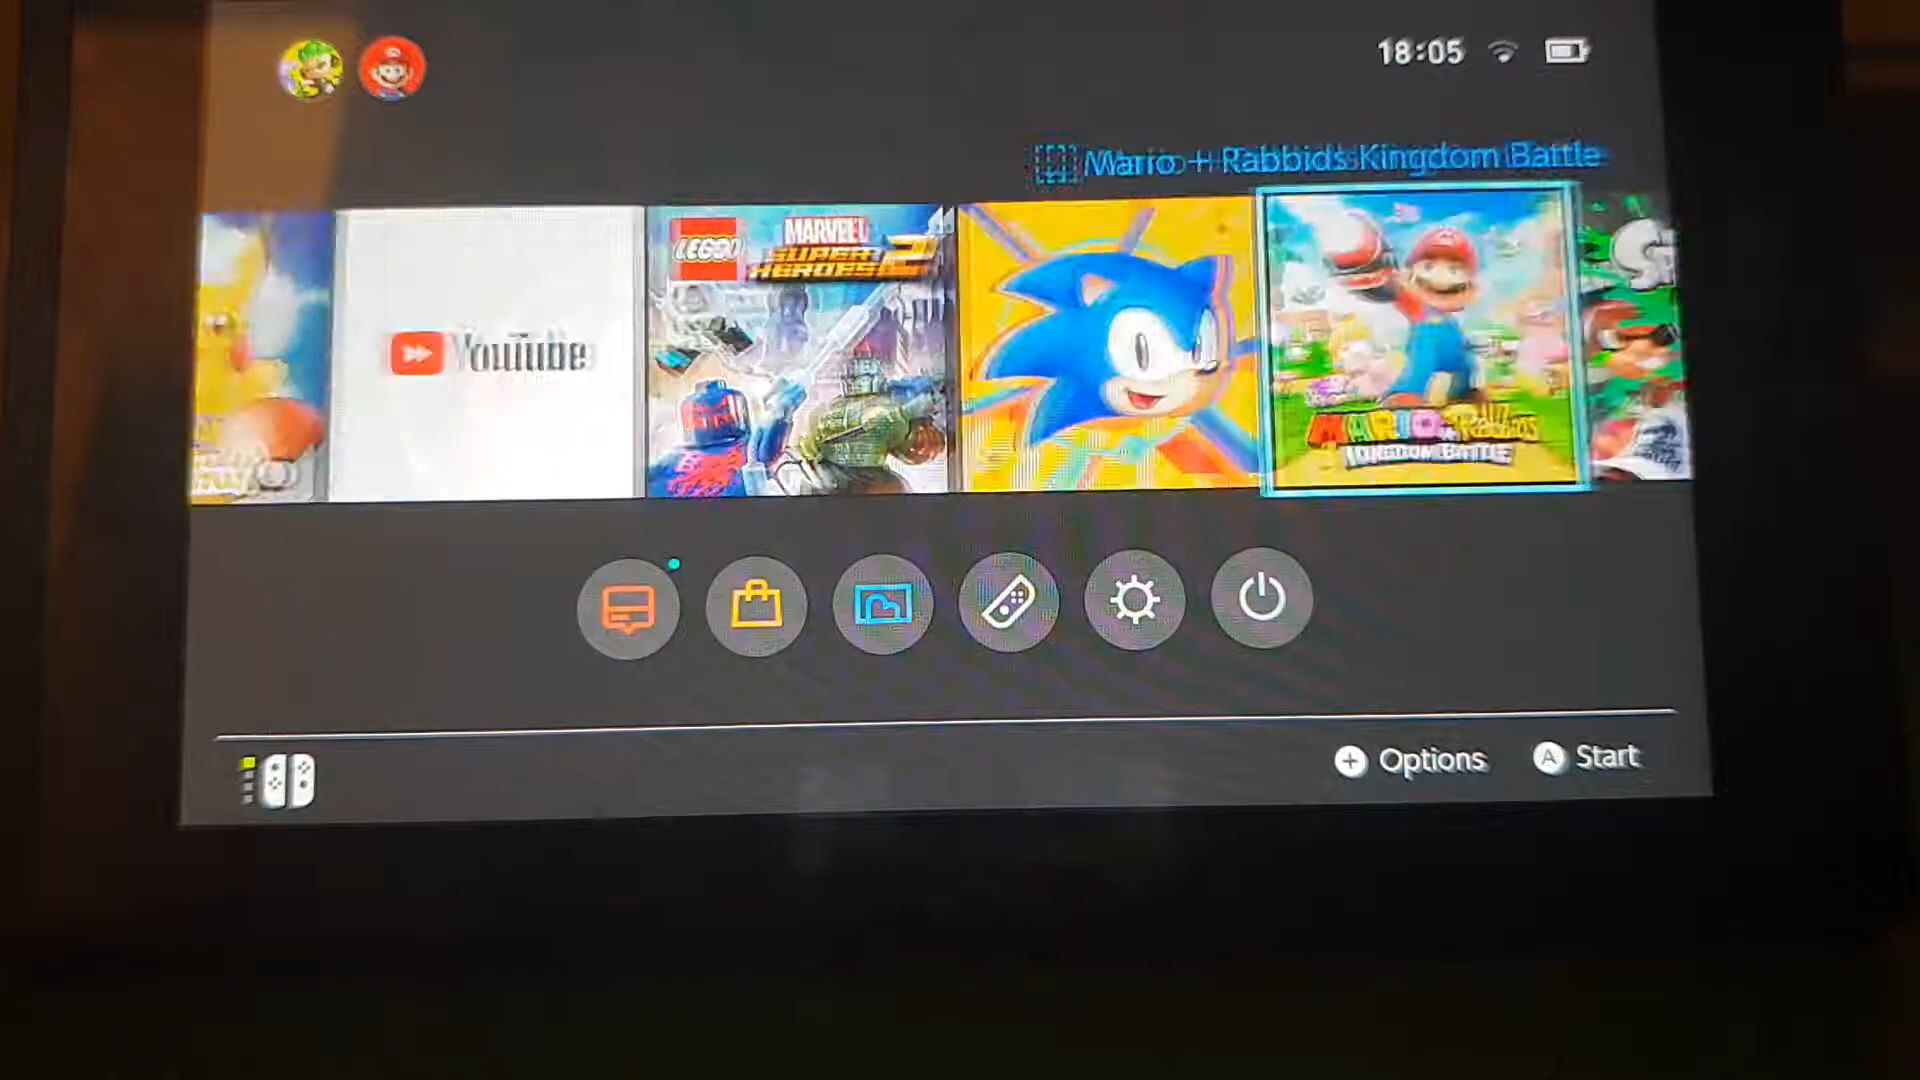 18:05
Mario + Rabbids Kingdom Battle
YouTube
LEGO MARVEL
SUPER
HEROES 2
MARIO + Rabbids
KINGDOM BATTLE
+ Options A Start